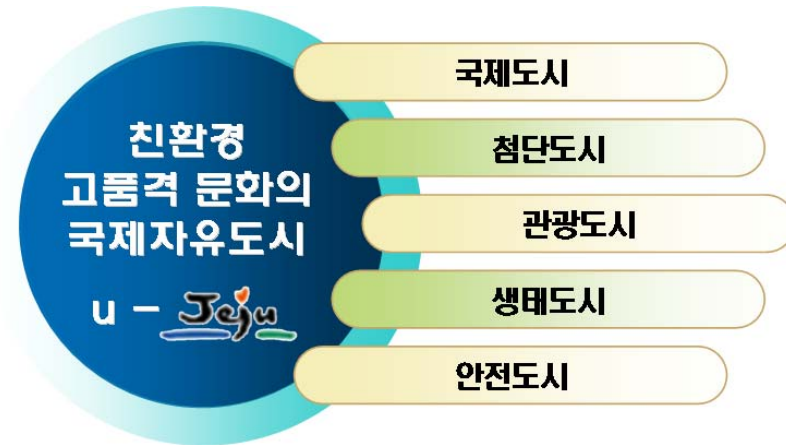 친환경
고품격 문화의
국제자유도시
u – Jeju
국제도시
첨단도시
관광도시
생태도시
안전도시